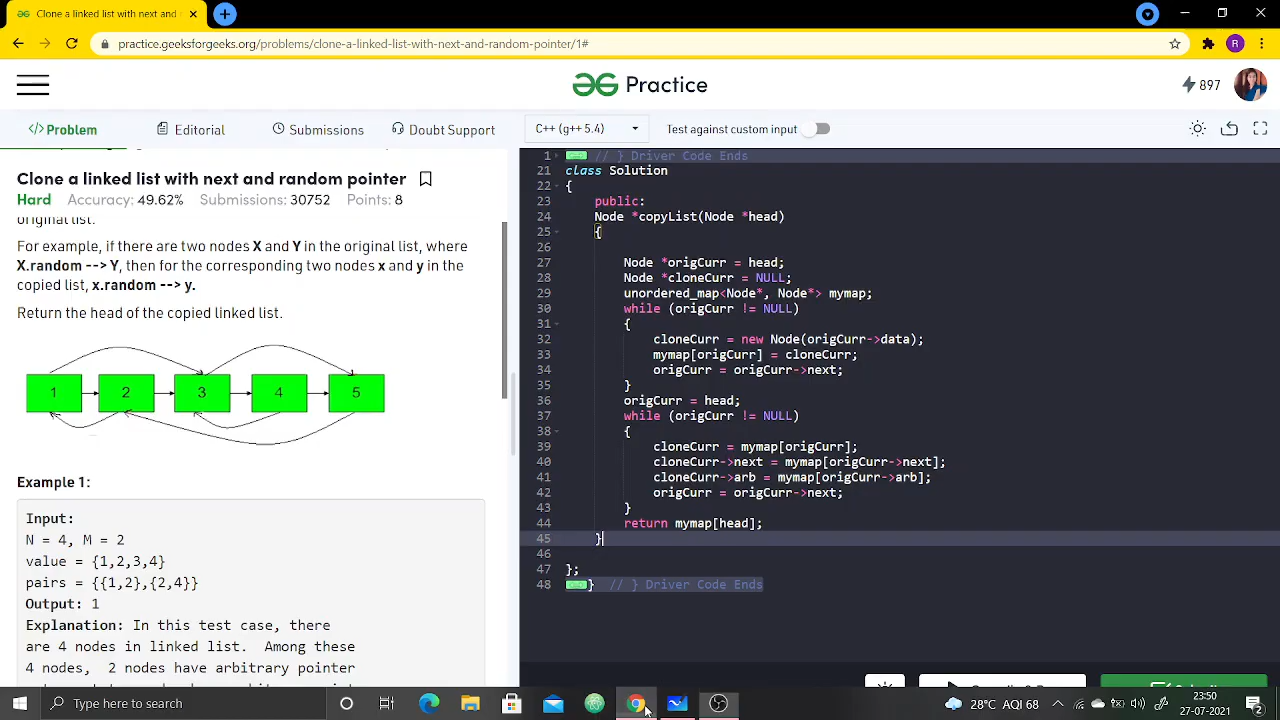 Clone a linked list with next and
practice.geeksforgeeks.org/problems/clone-a-linked-list-with-next-and-random-pointer/1#
R
Practice
897
</> Problem
Editorial
Submissions
Doubt Support
C++ (g++ 5.4)
Test against custom input
Clone a linked list with next and random pointer
Hard Accuracy: 49.62% Submissions: 30752 Points: 8
original list.
For example, if there are two nodes X and Y in the original list, where
X.random --> Y, then for the corresponding two nodes x and y in the
copied list, x.random --> y.
Return the head of the copied linked list.
1 2 3 4 5
Example 1:
Input:
N = 4, M = 2
value = {1,2,3,4}
pairs = {{1,2},{2,4}}
Output: 1
Explanation: In this test case, there
are 4 nodes in linked list.  Among these
4 nodes,  2 nodes have arbitrary pointer
1 // } Driver Code Ends
21 class Solution
22 {
23 public:
24 Node *copyList(Node *head)
25 {
26
27 Node *origCurr = head;
28 Node *cloneCurr = NULL;
29 unordered_map<Node*, Node*> mymap;
30 while (origCurr != NULL)
31 {
32 cloneCurr = new Node(origCurr->data);
33 mymap[origCurr] = cloneCurr;
34 origCurr = origCurr->next;
35 }
36 origCurr = head;
37 while (origCurr != NULL)
38 {
39 cloneCurr = mymap[origCurr];
40 cloneCurr->next = mymap[origCurr->next];
41 cloneCurr->arb = mymap[origCurr->arb];
42 origCurr = origCurr->next;
43 }
44 return mymap[head];
45 }
46
47 };
48 } // } Driver Code Ends
Type here to search
28°C AQI 68
23:50
27-07-2021
2